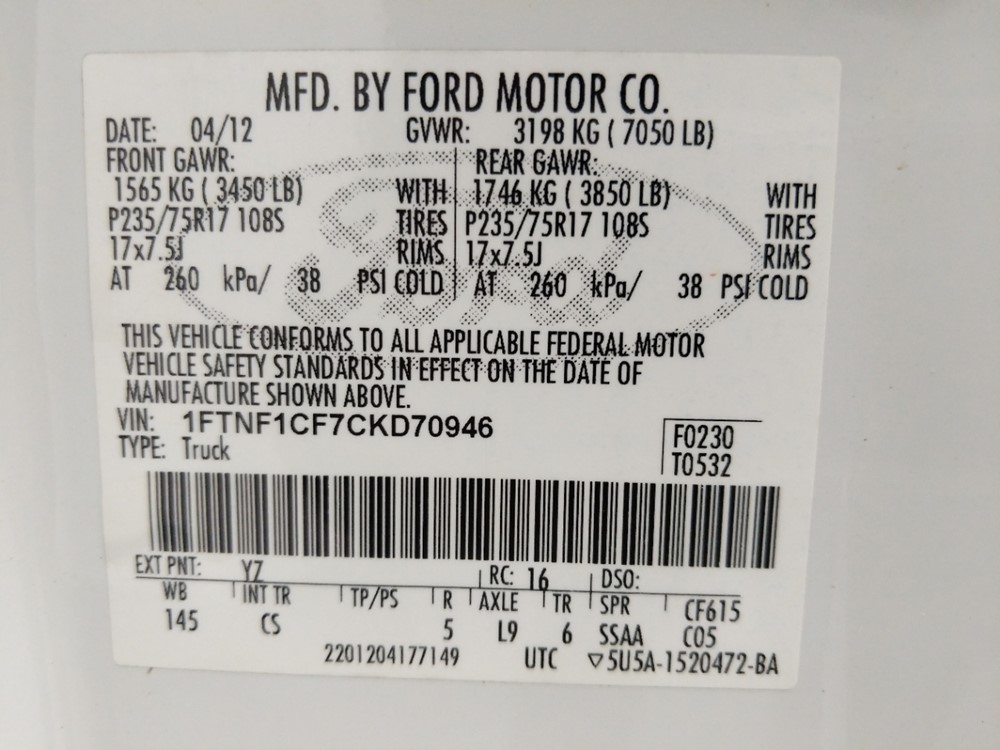 MFD. BY FORD MOTOR CO.
DATE: 04/12 GVWR: 3198 KG ( 7050 LB)
FRONT GAWR: REAR GAWR:
1565 KG ( 3450 LB) WITH 1746 KG ( 3850 LB) WITH
P235/75R17 108S TIRES P235/75R17 108S TIRES
17x7.5J RIMS 17x7.5J RIMS
AT 260 kPa/ 38 PSI COLD AT 260 kPa/ 38 PSI COLD
Ford
THIS VEHICLE CONFORMS TO ALL APPLICABLE FEDERAL MOTOR
VEHICLE SAFETY STANDARDS IN EFFECT ON THE DATE OF
MANUFACTURE SHOWN ABOVE.
VIN: 1FTNF1CF7CKD70946
TYPE: Truck
F0230
T0532
EXT PNT: YZ RC: 16 DSO:
WB INT TR TP/PS R AXLE TR SPR CF615
145 CS 5 L9 6 SSAA C05
2201204177149 UTC ▽5U5A-1520472-BA